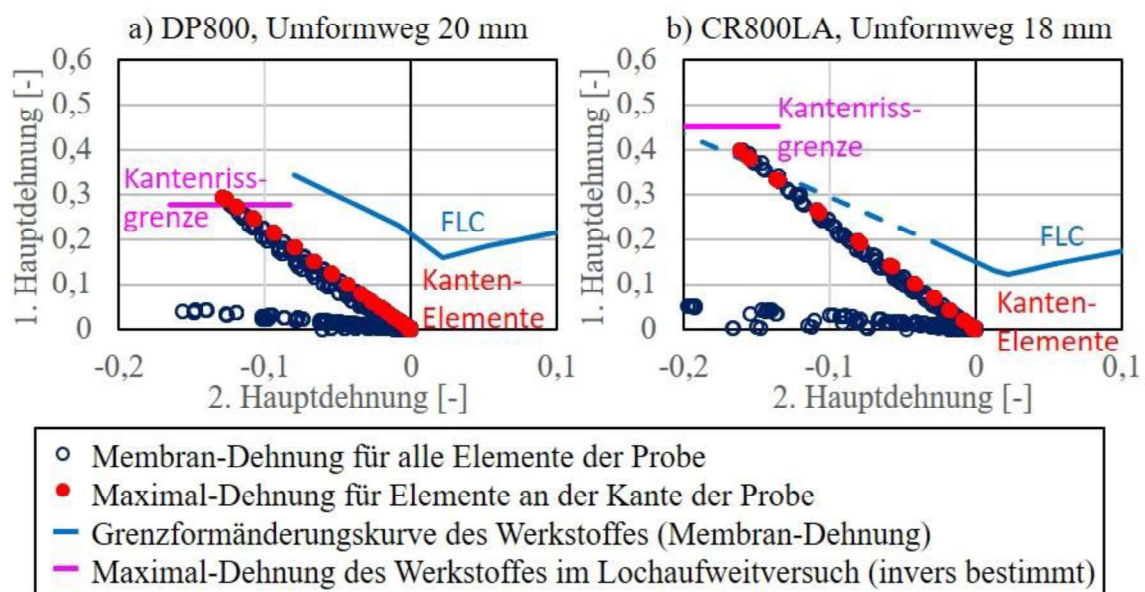 a) DP800, Umformweg 20 mm
0,6
0,5
0,4
0,3
0,2
0,1
0
1. Hauptdehnung [-]
Kantenriss-
grenze
FLC
Kanten-
Elemente
-0,2
-0,1
0
0,1
2. Hauptdehnung [-]
b) CR800LA, Umformweg 18 mm
0,6
0,5
0,4
0,3
0,2
0,1
0
1. Hauptdehnung [-]
Kantenriss-
grenze
FLC
Kanten-
Elemente
-0,2
-0,1
0
0,1
2. Hauptdehnung [-]
Membran-Dehnung für alle Elemente der Probe
Maximal-Dehnung für Elemente an der Kante der Probe
Grenzformänderungskurve des Werkstoffes (Membran-Dehnung)
Maximal-Dehnung des Werkstoffes im Lochaufweitversuch (invers bestimmt)